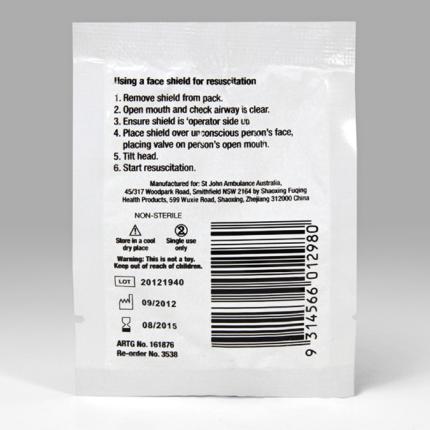 Using a face shield for resuscitation
1. Remove shield from pack.
2. Open mouth and check airway is clear.
3. Ensure shield is 'operator side up
4. Place shield over unconscious person's face,
placing valve on person's open mouth.
5. Tilt head.
6. Start resuscitation.
Manufactured for: St John Ambulance Australia,
45/317 Woodpark Road, Smithfield NSW 2164 by Shaoxing Fuqing
Health Products, 599 Wuxie Road, Shaoxing, Zhejiang 312000 China
NON-STERILE
Store in a cool
dry place
Single use
only
Warning: This is not a toy.
Keep out of reach of children.
LOT 20121940
09/2012
08/2015
ARTG No. 161876
Re-order No. 3538
9 314566 012980